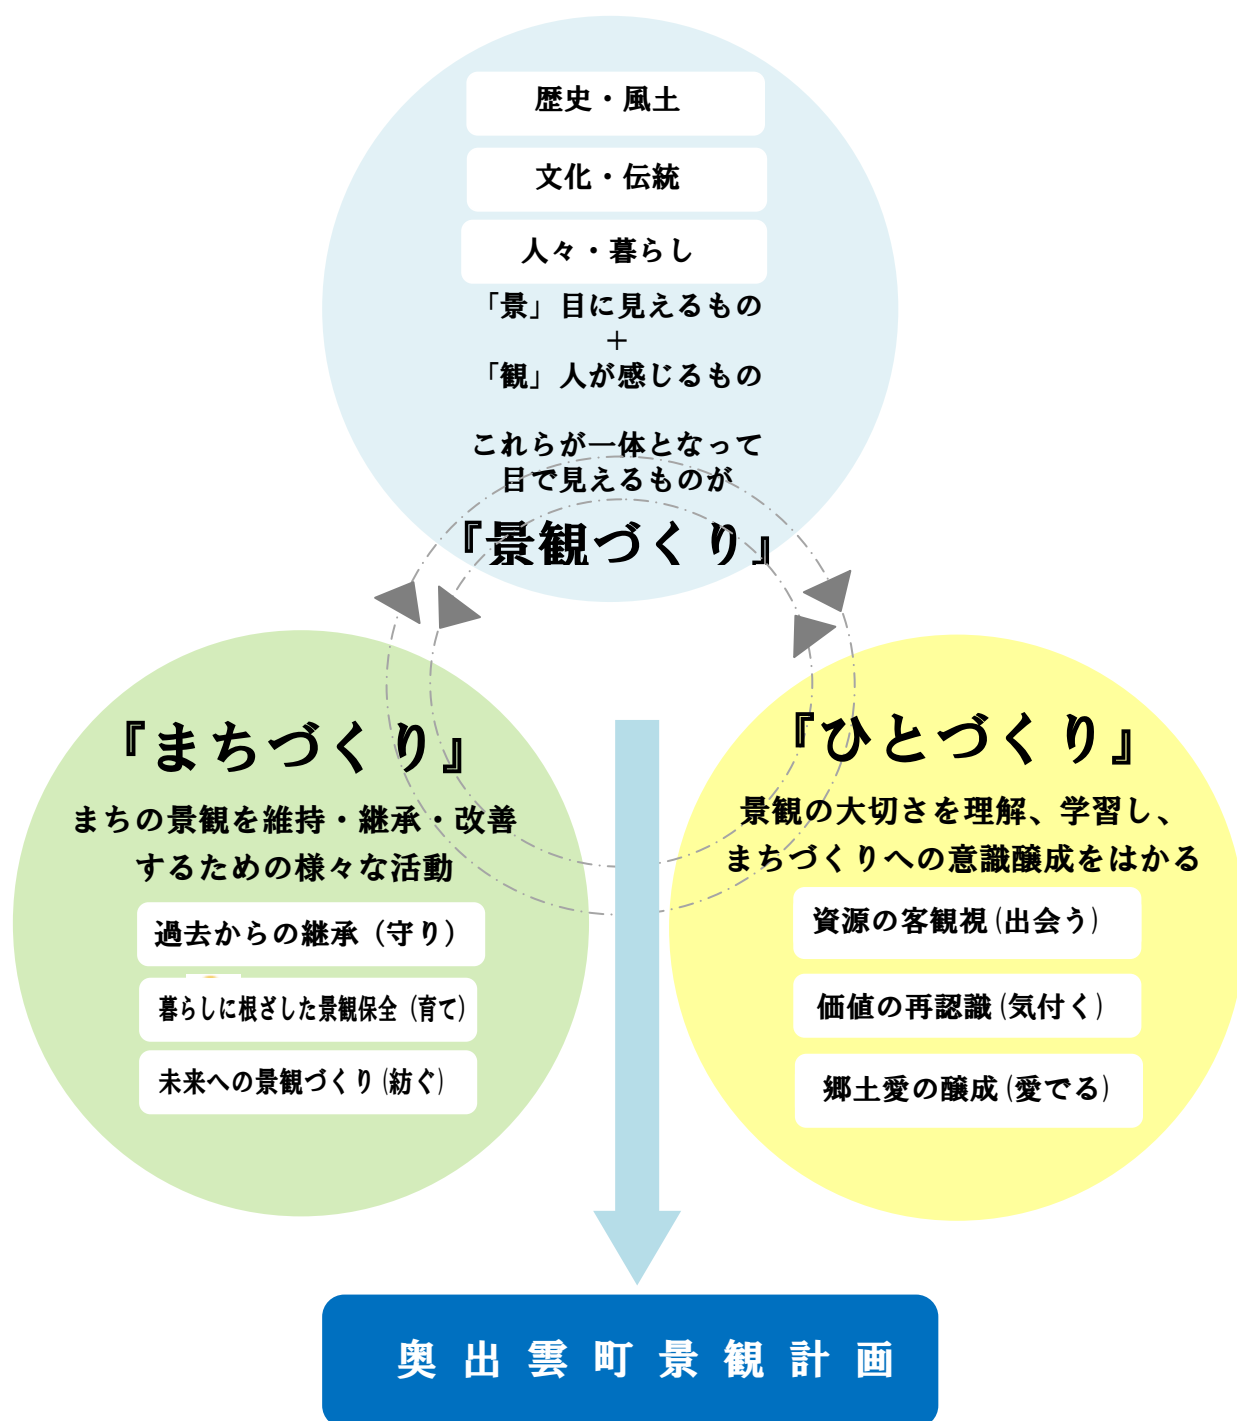 歴史・風土
文化・伝統
人々・暮らし
「景」目に見えるもの
＋
「観」人が感じるもの
これらが一体となって
目で見えるものが
『景観づくり』
『まちづくり』
まちの景観を維持・継承・改善
するための様々な活動
過去からの継承（守り）
暮らしに根ざした景観保全（育て）
未来への景観づくり(紡ぐ)
『ひとづくり』
景観の大切さを理解、学習し、
まちづくりへの意識醸成をはかる
資源の客観視(出会う)
価値の再認識(気付く)
郷土愛の醸成(愛でる)
奥出雲町景観計画